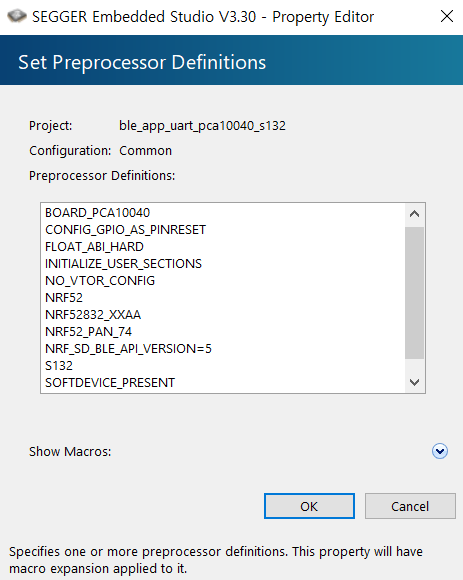 SEGGER Embedded Studio V3.30 - Property Editor
Set Preprocessor Definitions
Project: ble_app_uart_pca10040_s132
Configuration: Common
Preprocessor Definitions:
BOARD_PCA10040
CONFIG_GPIO_AS_PINRESET
FLOAT_ABI_HARD
INITIALIZE_USER_SECTIONS
NO_VTOR_CONFIG
NRF52
NRF52832_XXAA
NRF52_PAN_74
NRF_SD_BLE_API_VERSION=5
S132
SOFTDEVICE_PRESENT
Show Macros:
OK Cancel
Specifies one or more preprocessor definitions. This property will have
macro expansion applied to it.